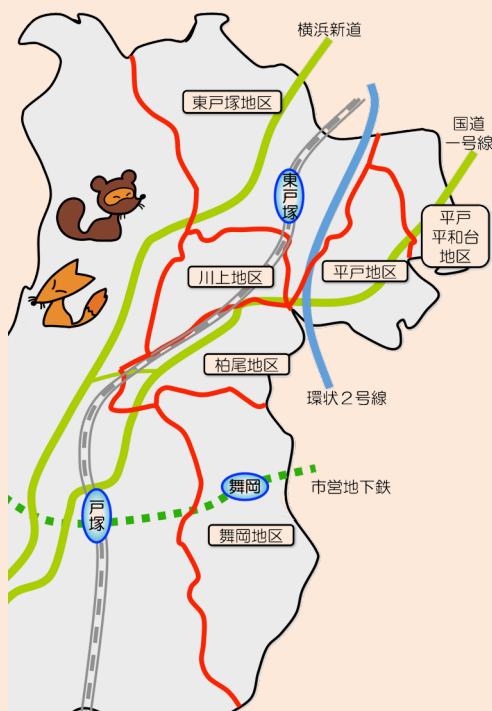 横浜新道
東戸塚地区
国道
一号線
東戸塚
平戸
平和台
地区
川上地区
平戸地区
柏尾地区
環状2号線
舞岡
市営地下鉄
戸塚
舞岡地区